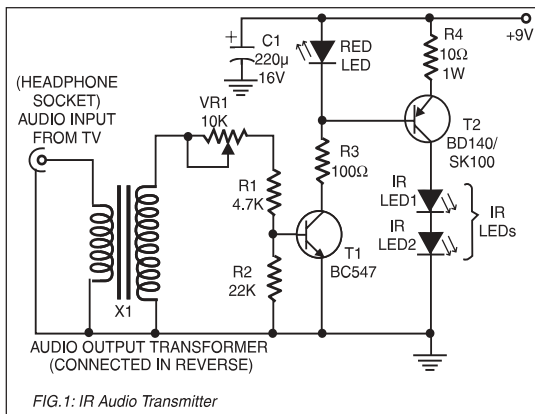 (HEADPHONE
SOCKET)
AUDIO INPUT
FROM TV
VR1
10K
+
C1
220µ
16V
RED
LED
R4
10Ω
1W
+9V
T2
BD140/
SK100
R3
100Ω
R1
4.7K
T1
BC547
R2
22K
IR
LED1
IR
LED2
IR
LEDs
X1
AUDIO OUTPUT TRANSFORMER
(CONNECTED IN REVERSE)
FIG.1: IR Audio Transmitter